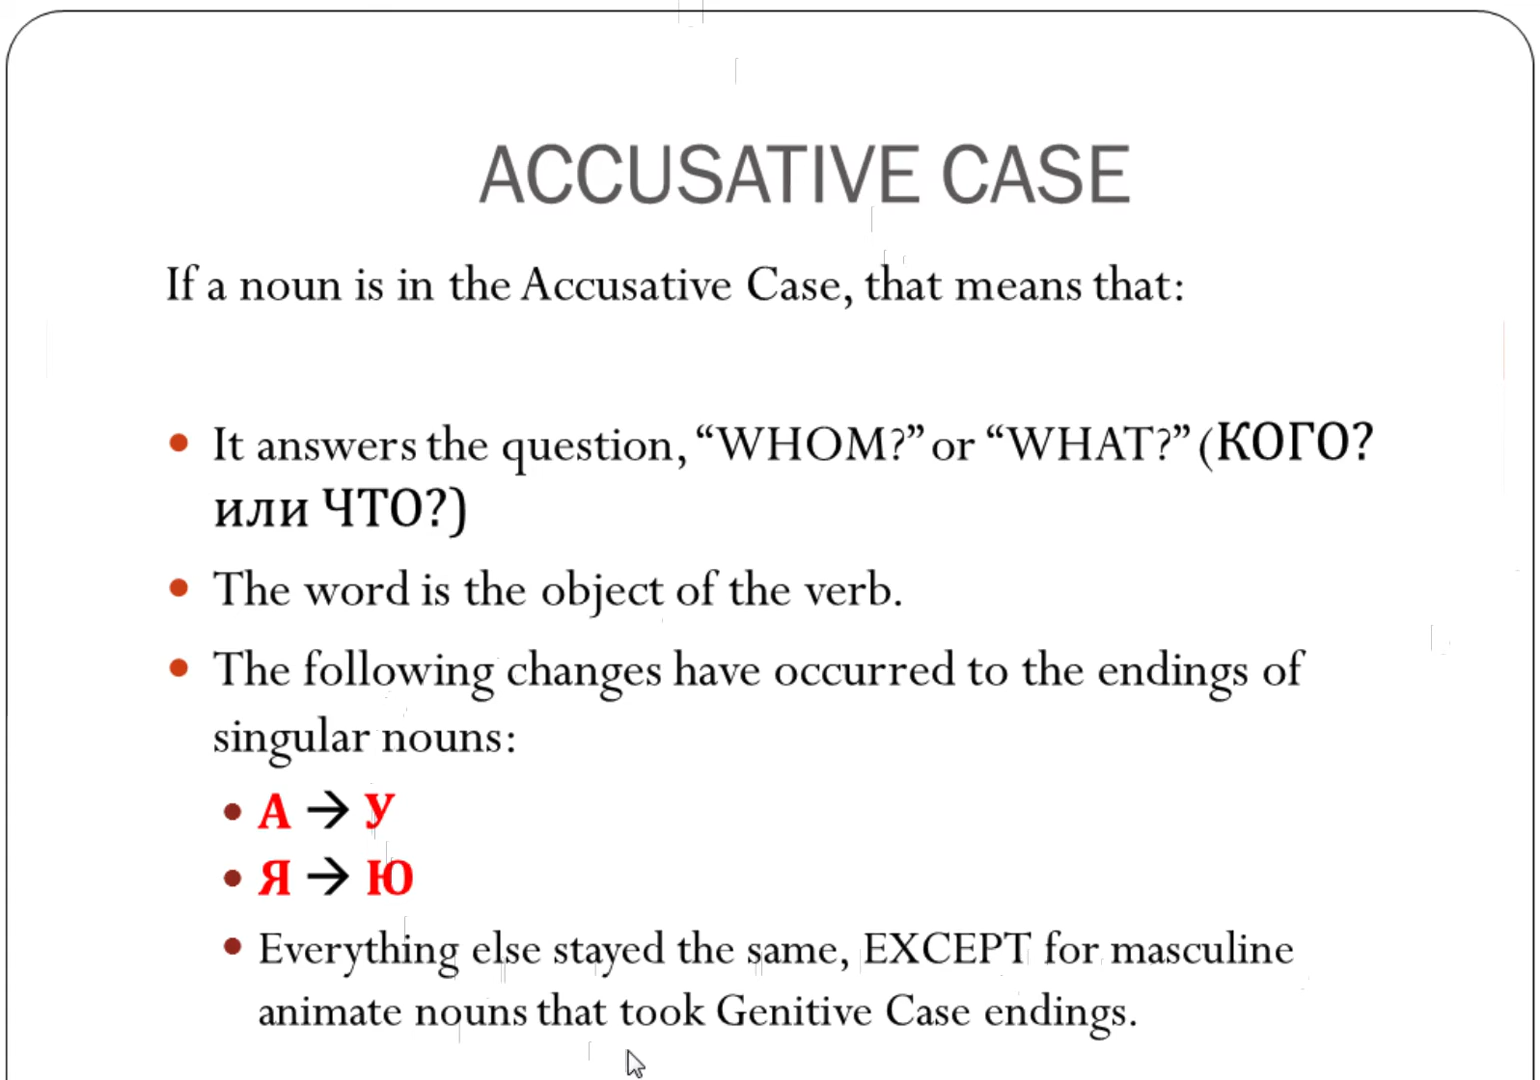 ACCUSATIVE CASE
If a noun is in the Accusative Case, that means that:
• It answers the question, “WHOM?” or “WHAT?” (КОГО?
или ЧТО?)
• The word is the object of the verb.
• The following changes have occurred to the endings of
singular nouns:
• А → У
• Я → Ю
• Everything else stayed the same, EXCEPT for masculine
animate nouns that took Genitive Case endings.